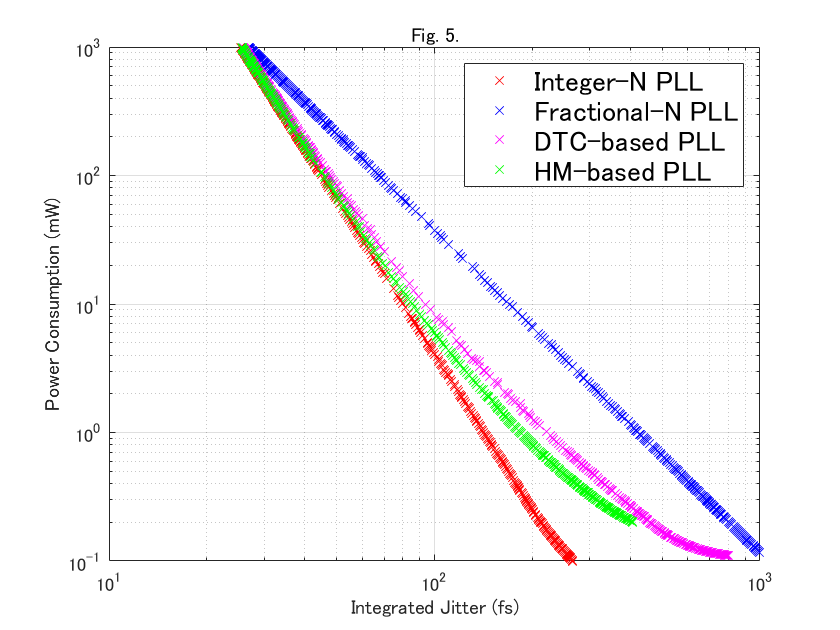 Fig. 5.
Integer-N PLL
Fractional-N PLL
DTC-based PLL
HM-based PLL
10^3
10^2
10^1
10^0
10^-1
Power Consumption (mW)
10^1 10^2 10^3
Integrated Jitter (fs)